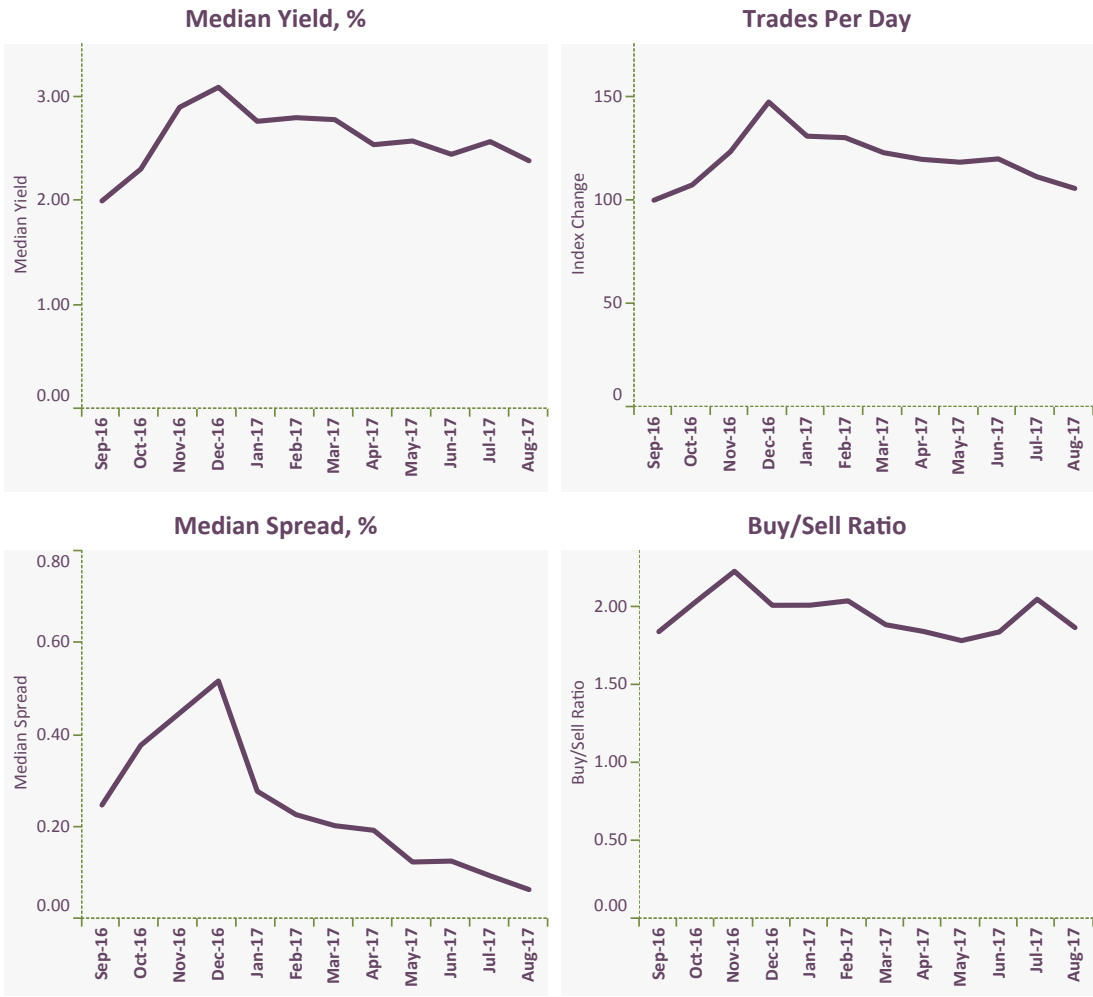 Median Yield, %
3.00
2.00
1.00
0.00
Median Yield
Sep-16
Oct-16
Nov-16
Dec-16
Jan-17
Feb-17
Mar-17
Apr-17
May-17
Jun-17
Jul-17
Aug-17
Trades Per Day
150
100
50
0
Index Change
Sep-16
Oct-16
Nov-16
Dec-16
Jan-17
Feb-17
Mar-17
Apr-17
May-17
Jun-17
Jul-17
Aug-17
Median Spread, %
0.80
0.60
0.40
0.20
0.00
Median Spread
Sep-16
Oct-16
Nov-16
Dec-16
Jan-17
Feb-17
Mar-17
Apr-17
May-17
Jun-17
Jul-17
Aug-17
Buy/Sell Ratio
2.00
1.50
1.00
0.50
0.00
Buy/Sell Ratio
Sep-16
Oct-16
Nov-16
Dec-16
Jan-17
Feb-17
Mar-17
Apr-17
May-17
Jun-17
Jul-17
Aug-17